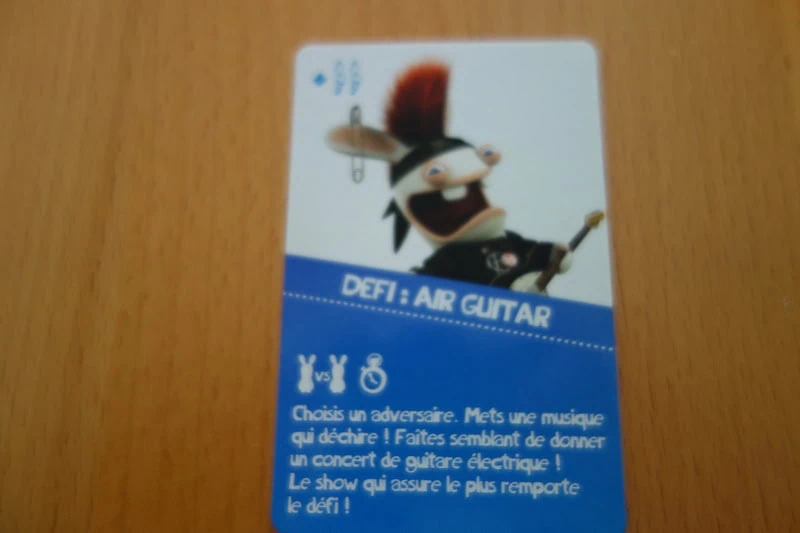 DEFI : AIR GUITAR
VS
Choisis un adversaire. Mets une musique
qui déchire ! Faites semblant de donner
un concert de guitare électrique !
Le show qui assure le plus remporte
le défi !